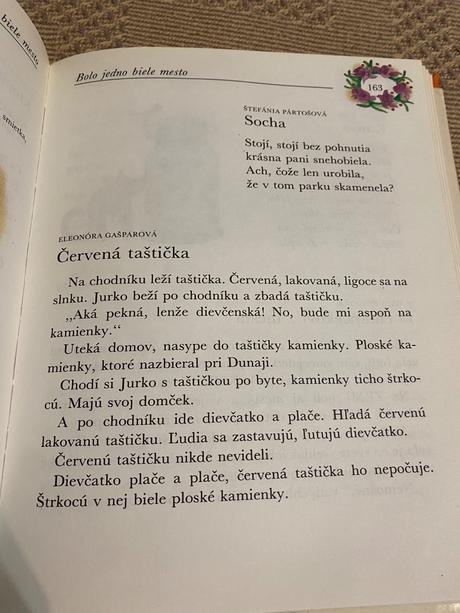 biele mesto
smietka,
Bolo jedno biele mesto
163
ŠTEFÁNIA PÁRTOŠOVÁ
Socha
Stojí, stojí bez pohnutia
krásna pani snehobiela.
Ach, čože len urobila,
že v tom parku skamenela?
ELEONÓRA GAŠPAROVÁ
Červená taštička
Na chodníku leží taštička. Červená, lakovaná, ligoce sa na
slnku. Jurko beží po chodníku a zbadá taštičku.
„Aká pekná, lenže dievčenská! No, bude mi aspoň na
kamienky.“
Uteká domov, nasype do taštičky kamienky. Ploské ka-
mienky, ktoré nazbieral pri Dunaji.
Chodí si Jurko s taštičkou po byte, kamienky ticho štrko-
cú. Majú svoj domček.
A po chodníku ide dievčatko a plače. Hľadá červenú
lakovanú taštičku. Ľudia sa zastavujú, ľutujú dievčatko.
Červenú taštičku nikde nevideli.
Dievčatko plače a plače, červená taštička ho nepočuje.
Štrkocú v nej biele ploské kamienky.